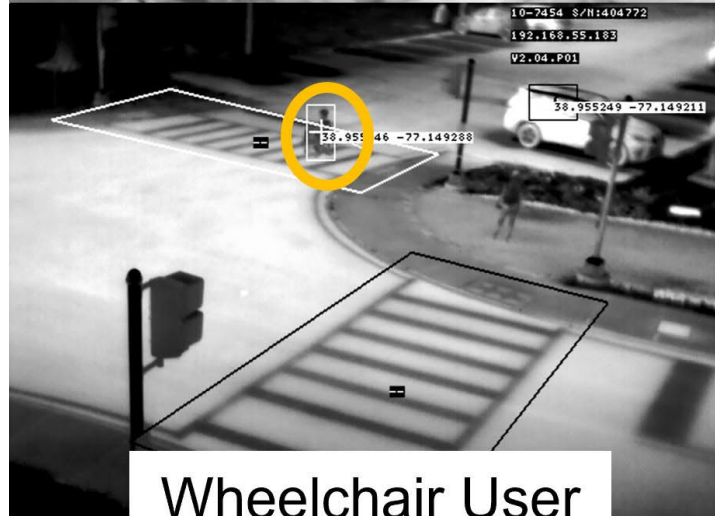 10-7454 S/N:404772
192.168.55.183
V2.04.P01
38.955249 -77.149211
-77.149288
Wheelchair User